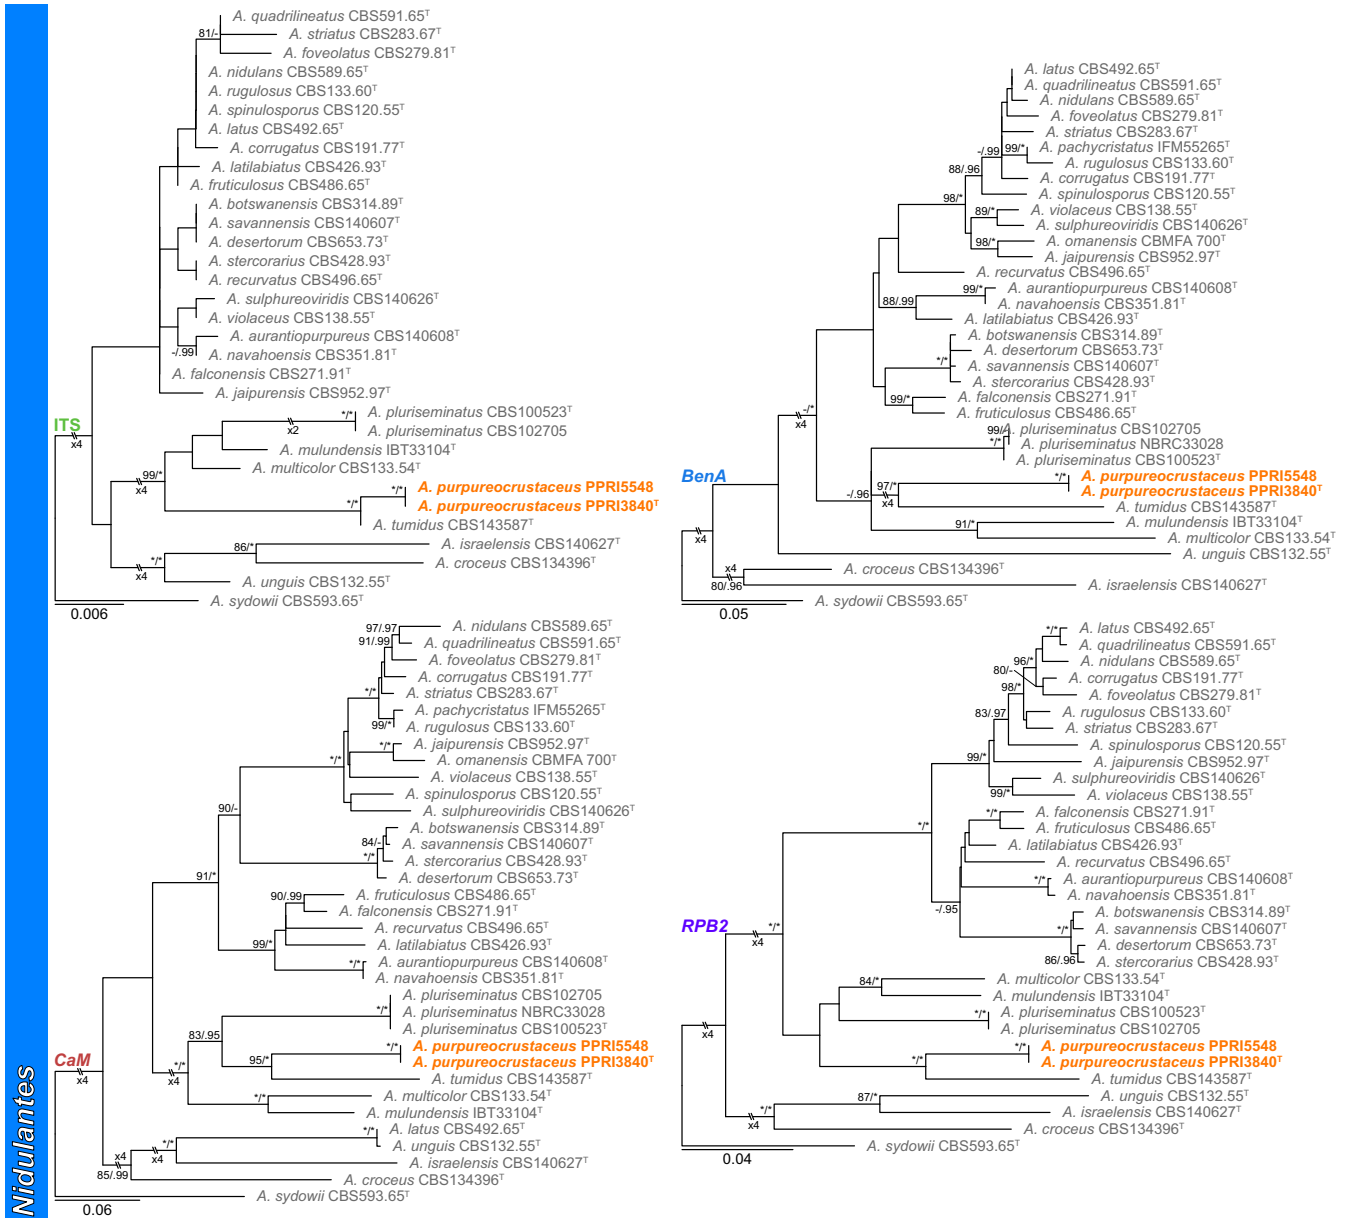 Nidulantes
ITS
A. quadrilineatus CBS591.65ᵀ
81/-
A. striatus CBS283.67ᵀ
A. foveolatus CBS279.81ᵀ
A. nidulans CBS589.65ᵀ
A. rugulosus CBS133.60ᵀ
A. spinulosporus CBS120.55ᵀ
A. latus CBS492.65ᵀ
A. corrugatus CBS191.77ᵀ
A. latilabiatus CBS426.93ᵀ
A. fruticulosus CBS486.65ᵀ
A. botswanensis CBS314.89ᵀ
A. savannensis CBS140607ᵀ
A. desertorum CBS653.73ᵀ
A. stercorarius CBS428.93ᵀ
A. recurvatus CBS496.65ᵀ
A. sulphureoviridis CBS140626ᵀ
A. violaceus CBS138.55ᵀ
A. aurantiopurpureus CBS140608ᵀ
-/.99
A. navahoensis CBS351.81ᵀ
A. falconensis CBS271.91ᵀ
A. jaipurensis CBS952.97ᵀ
*/*
A. pluriseminatus CBS100523ᵀ
x2
A. pluriseminatus CBS102705
x4
A. mulundensis IBT33104ᵀ
A. multicolor CBS133.54ᵀ
99/*
x4
*/*
A. purpureocrustaceus PPRI5548
*/*
A. purpureocrustaceus PPRI3840ᵀ
A. tumidus CBS143587ᵀ
86/*
A. israelensis CBS140627ᵀ
*/*
x4
A. croceus CBS134396ᵀ
A. unguis CBS132.55ᵀ
A. sydowii CBS593.65ᵀ
0.006
BenA
A. latus CBS492.65ᵀ
A. quadrilineatus CBS591.65ᵀ
A. nidulans CBS589.65ᵀ
A. foveolatus CBS279.81ᵀ
A. striatus CBS283.67ᵀ
-/.99
99/*
A. pachycristatus IFM55265ᵀ
A. rugulosus CBS133.60ᵀ
88/.96
A. corrugatus CBS191.77ᵀ
98/*
A. spinulosporus CBS120.55ᵀ
89/*
A. violaceus CBS138.55ᵀ
A. sulphureoviridis CBS140626ᵀ
98/*
A. omanensis CBMFA 700ᵀ
A. jaipurensis CBS952.97ᵀ
A. recurvatus CBS496.65ᵀ
99/*
A. aurantiopurpureus CBS140608ᵀ
88/.99
A. navahoensis CBS351.81ᵀ
A. latilabiatus CBS426.93ᵀ
A. botswanensis CBS314.89ᵀ
A. desertorum CBS653.73ᵀ
*/*
A. savannensis CBS140607ᵀ
A. stercorarius CBS428.93ᵀ
99/*
A. falconensis CBS271.91ᵀ
-/*
x4
A. fruticulosus CBS486.65ᵀ
99/-
A. pluriseminatus CBS102705
*/*
A. pluriseminatus NBRC33028
A. pluriseminatus CBS100523ᵀ
*/*
A. purpureocrustaceus PPRI5548
-/.96
97/*
x4
A. purpureocrustaceus PPRI3840ᵀ
A. tumidus CBS143587ᵀ
91/*
A. mulundensis IBT33104ᵀ
x4
A. multicolor CBS133.54ᵀ
A. unguis CBS132.55ᵀ
x4
80/.96
A. croceus CBS134396ᵀ
A. israelensis CBS140627ᵀ
A. sydowii CBS593.65ᵀ
0.05
CaM
97/.97
A. nidulans CBS589.65ᵀ
91/.99
A. quadrilineatus CBS591.65ᵀ
A. foveolatus CBS279.81ᵀ
A. corrugatus CBS191.77ᵀ
*/*
A. striatus CBS283.67ᵀ
A. pachycristatus IFM55265ᵀ
99/*
A. rugulosus CBS133.60ᵀ
*/*
A. jaipurensis CBS952.97ᵀ
A. omanensis CBMFA 700ᵀ
*/*
A. violaceus CBS138.55ᵀ
A. spinulosporus CBS120.55ᵀ
90/-
A. sulphureoviridis CBS140626ᵀ
A. botswanensis CBS314.89ᵀ
84/-
A. savannensis CBS140607ᵀ
*/*
A. stercorarius CBS428.93ᵀ
A. desertorum CBS653.73ᵀ
91/*
90/.99
A. fruticulosus CBS486.65ᵀ
A. falconensis CBS271.91ᵀ
A. recurvatus CBS496.65ᵀ
99/*
A. latilabiatus CBS426.93ᵀ
*/*
A. aurantiopurpureus CBS140608ᵀ
A. navahoensis CBS351.81ᵀ
A. pluriseminatus CBS102705
*/*
A. pluriseminatus NBRC33028
A. pluriseminatus CBS100523ᵀ
83/.95
*/*
A. purpureocrustaceus PPRI5548
95/*
A. purpureocrustaceus PPRI3840ᵀ
*/*
x4
A. tumidus CBS143587ᵀ
x4
*/*
A. multicolor CBS133.54ᵀ
A. mulundensis IBT33104ᵀ
*/*
A. latus CBS492.65ᵀ
x4
A. unguis CBS132.55ᵀ
x4
85/.99
A. israelensis CBS140627ᵀ
A. croceus CBS134396ᵀ
A. sydowii CBS593.65ᵀ
0.06
RPB2
*/*
A. latus CBS492.65ᵀ
A. quadrilineatus CBS591.65ᵀ
96/*
A. nidulans CBS589.65ᵀ
80/-
A. corrugatus CBS191.77ᵀ
98/*
A. foveolatus CBS279.81ᵀ
83/.97
A. rugulosus CBS133.60ᵀ
A. striatus CBS283.67ᵀ
A. spinulosporus CBS120.55ᵀ
99/*
A. jaipurensis CBS952.97ᵀ
A. sulphureoviridis CBS140626ᵀ
99/*
A. violaceus CBS138.55ᵀ
*/*
*/*
A. falconensis CBS271.91ᵀ
A. fruticulosus CBS486.65ᵀ
A. latilabiatus CBS426.93ᵀ
A. recurvatus CBS496.65ᵀ
*/*
A. aurantiopurpureus CBS140608ᵀ
A. navahoensis CBS351.81ᵀ
-/.95
A. botswanensis CBS314.89ᵀ
*/*
A. savannensis CBS140607ᵀ
*/*
x4
A. desertorum CBS653.73ᵀ
86/.96
A. stercorarius CBS428.93ᵀ
84/*
A. multicolor CBS133.54ᵀ
A. mulundensis IBT33104ᵀ
*/*
A. pluriseminatus CBS100523ᵀ
x4
A. pluriseminatus CBS102705
*/*
A. purpureocrustaceus PPRI5548
*/*
A. purpureocrustaceus PPRI3840ᵀ
A. tumidus CBS143587ᵀ
87/*
A. unguis CBS132.55ᵀ
*/*
x4
A. israelensis CBS140627ᵀ
A. croceus CBS134396ᵀ
A. sydowii CBS593.65ᵀ
0.04